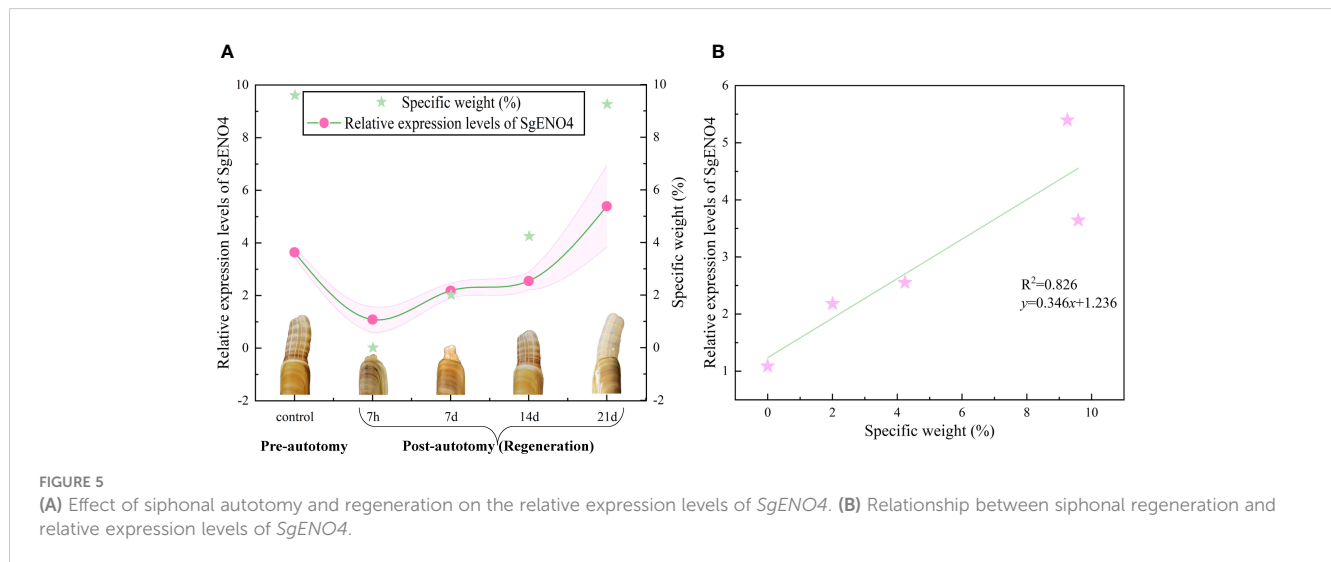 A
B
10
8
6
4
2
0
-2
Relative expression levels of SgENO4
Specific weight (%)
Relative expression levels of SgENO4
10
8
6
4
2
0
-2
Specific weight (%)
control
7h
7d
14d
21d
Pre-autotomy
Post-autotomy (Regeneration)
6
5
4
3
2
1
Relative expression levels of SgENO4
R²=0.826
y=0.346x+1.236
0
2
4
6
8
10
Specific weight (%)
FIGURE 5
(A) Effect of siphonal autotomy and regeneration on the relative expression levels of SgENO4. (B) Relationship between siphonal regeneration and
relative expression levels of SgENO4.